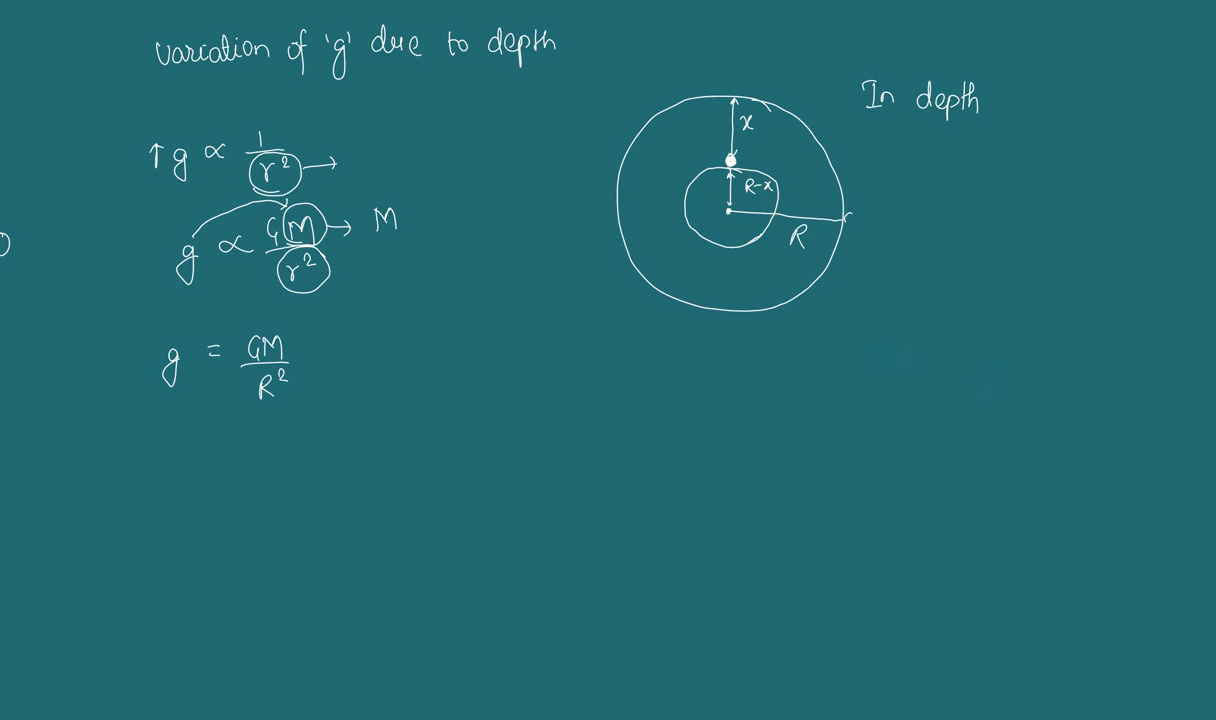 variation of 'g' due to depth
In depth
↑ g ∝ 1/r² →
g ∝ GM/r² → M
g = GM/R²
x
R-x
R